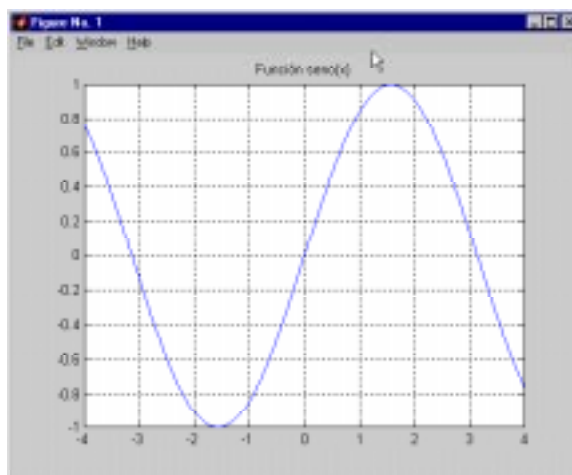 Figure No. 1
File Edit Window Help
Función seno(x)
1
0.8
0.6
0.4
0.2
0
-0.2
-0.4
-0.6
-0.8
-1
-4 -3 -2 -1 0 1 2 3 4